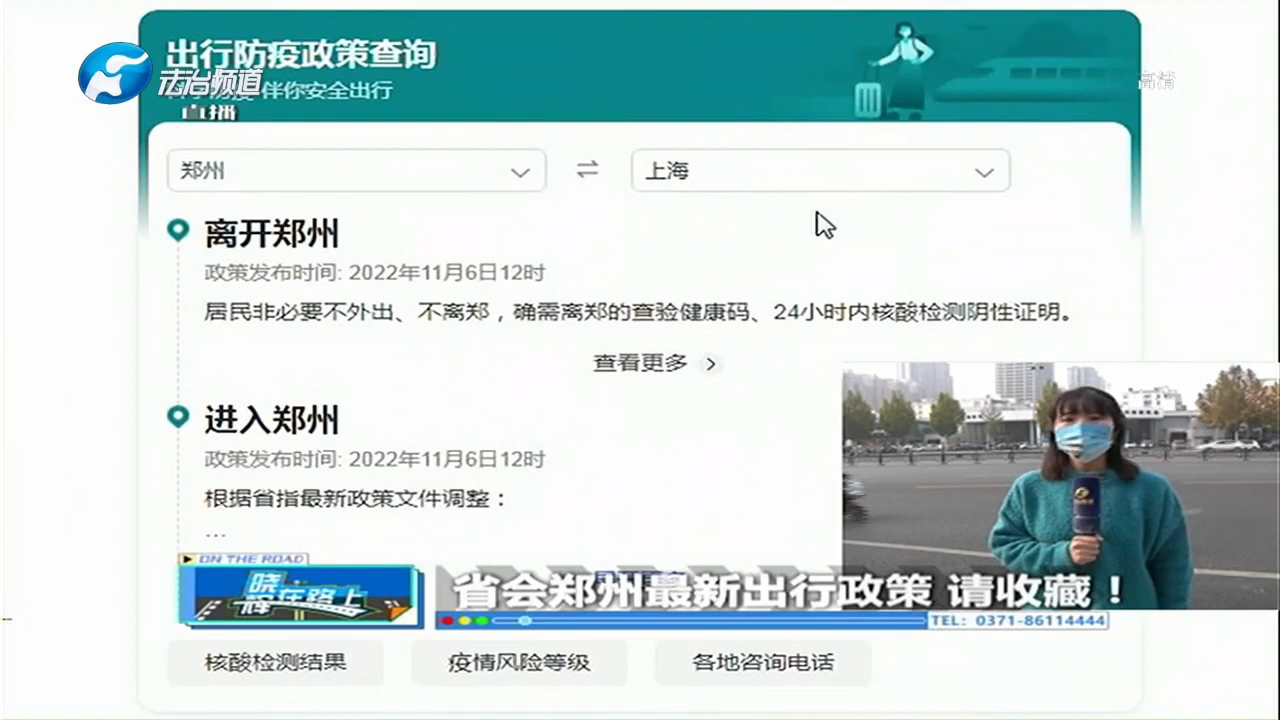 出行防疫政策查询
法治频道
伴你安全出行
直播
高清
郑州
上海
离开郑州
政策发布时间: 2022年11月6日12时
居民非必要不外出、不离郑，确需离郑的查验健康码、24小时内核酸检测阴性证明。
查看更多
进入郑州
政策发布时间: 2022年11月6日12时
根据省指最新政策文件调整：
...
ON THE ROAD
晓辉在路上
省会郑州最新出行政策 请收藏！
TEL: 0371-86114444
核酸检测结果
疫情风险等级
各地咨询电话